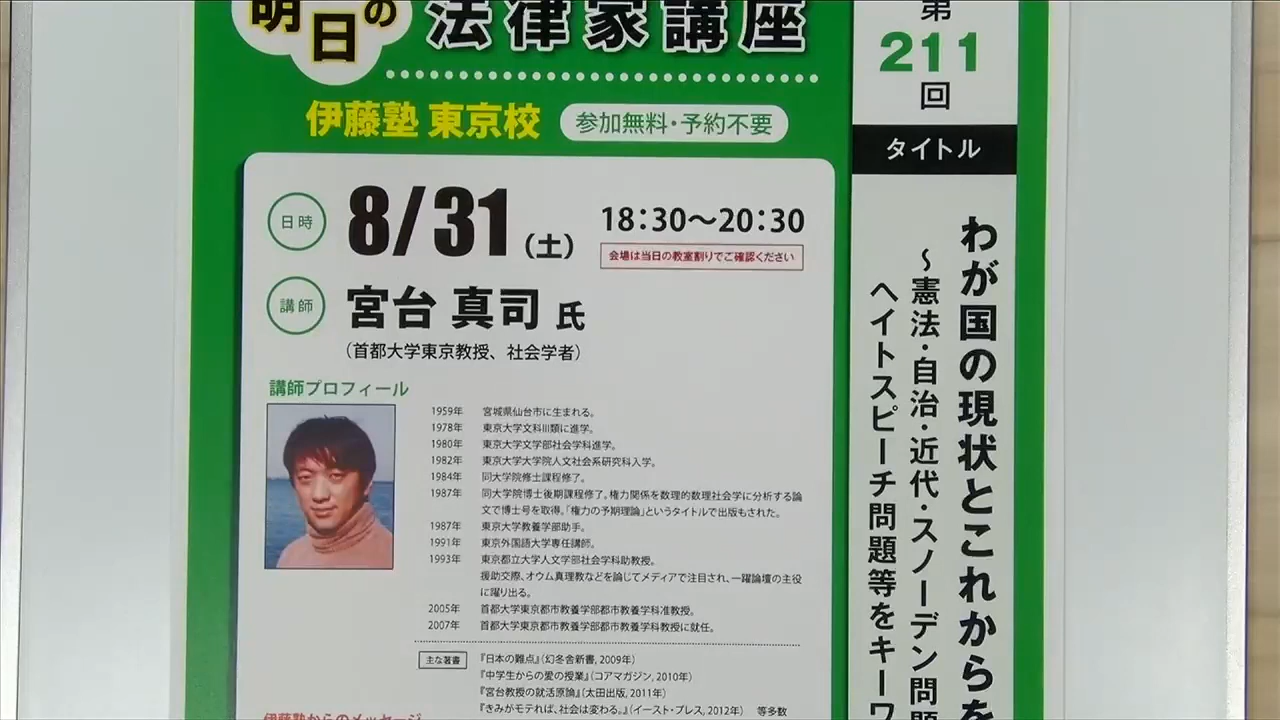 明日の
法律家講座
伊藤塾 東京校
参加無料・予約不要
日時
8/31(土)
18:30～20:30
会場は当日の教室割りでご確認ください
講師
宮台 真司 氏
（首都大学東京教授、社会学者）
講師プロフィール
1959年 宮城県仙台市に生まれる。
1978年 東京大学文科III類に進学。
1980年 東京大学文学部社会学科進学。
1982年 東京大学大学院人文社会系研究科入学。
1984年 同大学院修士課程修了。
1987年 同大学院博士後期課程修了。権力関係を数理的数理社会学に分析する論
文で博士号を取得。「権力の予期理論」というタイトルで出版もされた。
1987年 東京大学教養学部助手。
1991年 東京外国語大学専任講師。
1993年 東京都立大学人文学部社会学科助教授。
援助交際、オウム真理教などを論じてメディアで注目され、一躍論壇の主役
に躍り出る。
2005年 首都大学東京都市教養学部都市教養学科准教授。
2007年 首都大学東京都市教養学部都市教養学科教授に就任。
主な著書
『日本の難点』（幻冬舎新書, 2009年）
『中学生からの愛の授業』（コアマガジン, 2010年）
『宮台教授の就活原論』（太田出版, 2011年）
『きみがモテれば、社会は変わる。』（イースト・プレス, 2012年） 等多数
伊藤塾からのメッセージ
第
211
回
タイトル
わが国の現状とこれからを
～憲法・自治・近代・スノーデン問題
ヘイトスピーチ問題等をキーワ